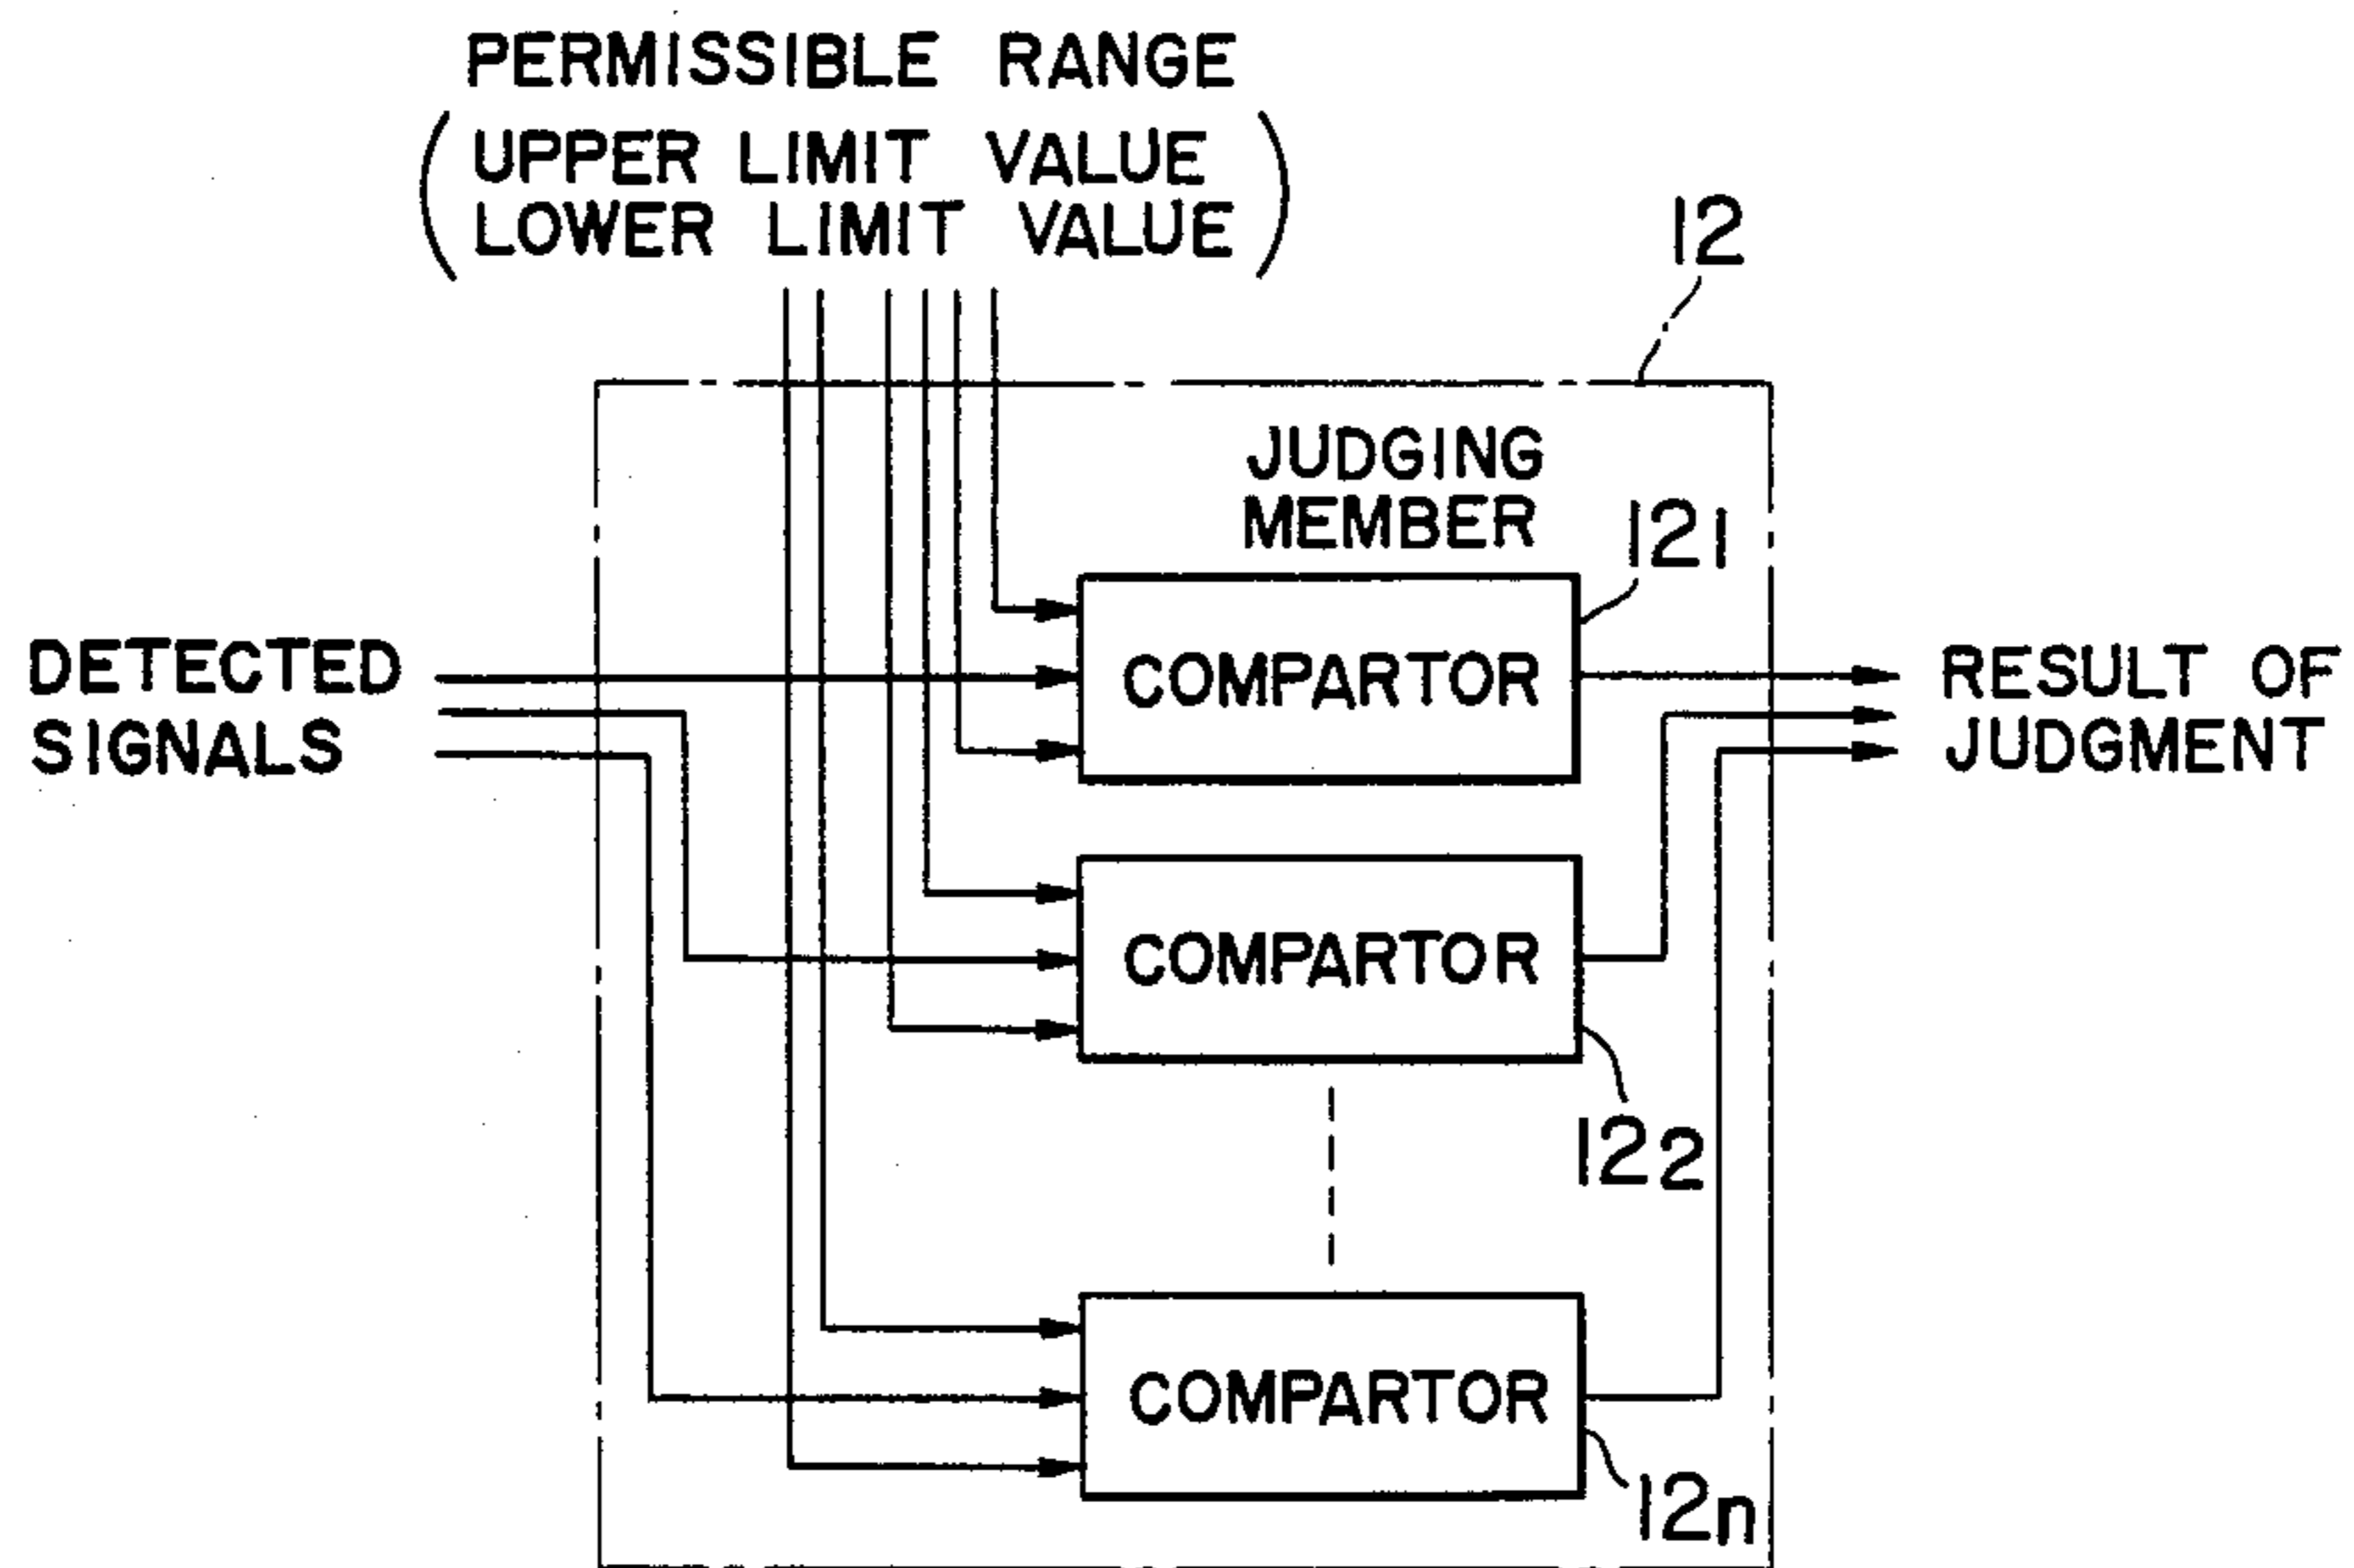 PERMISSIBLE RANGE
( UPPER LIMIT VALUE
LOWER LIMIT VALUE )
12
JUDGING
MEMBER
12₁
COMPARTOR
DETECTED
SIGNALS
RESULT OF
JUDGMENT
COMPARTOR
12₂
COMPARTOR
12n